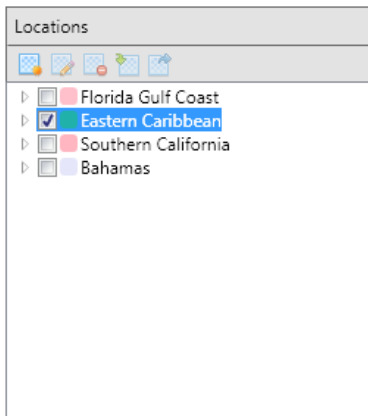 Locations
Florida Gulf Coast
Eastern Caribbean
Southern California
Bahamas